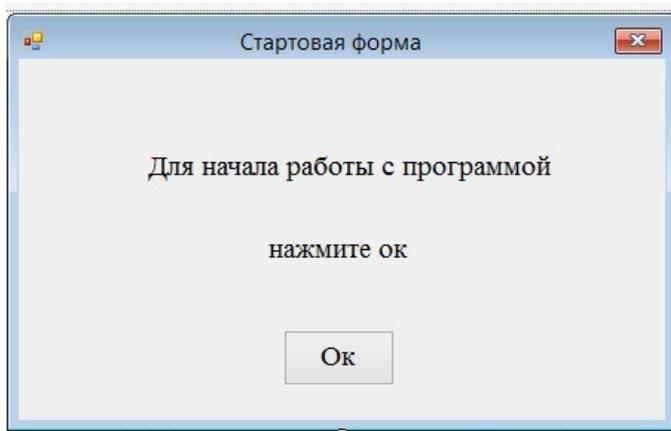 Стартовая форма
Для начала работы с программой
нажмите ок
Ок